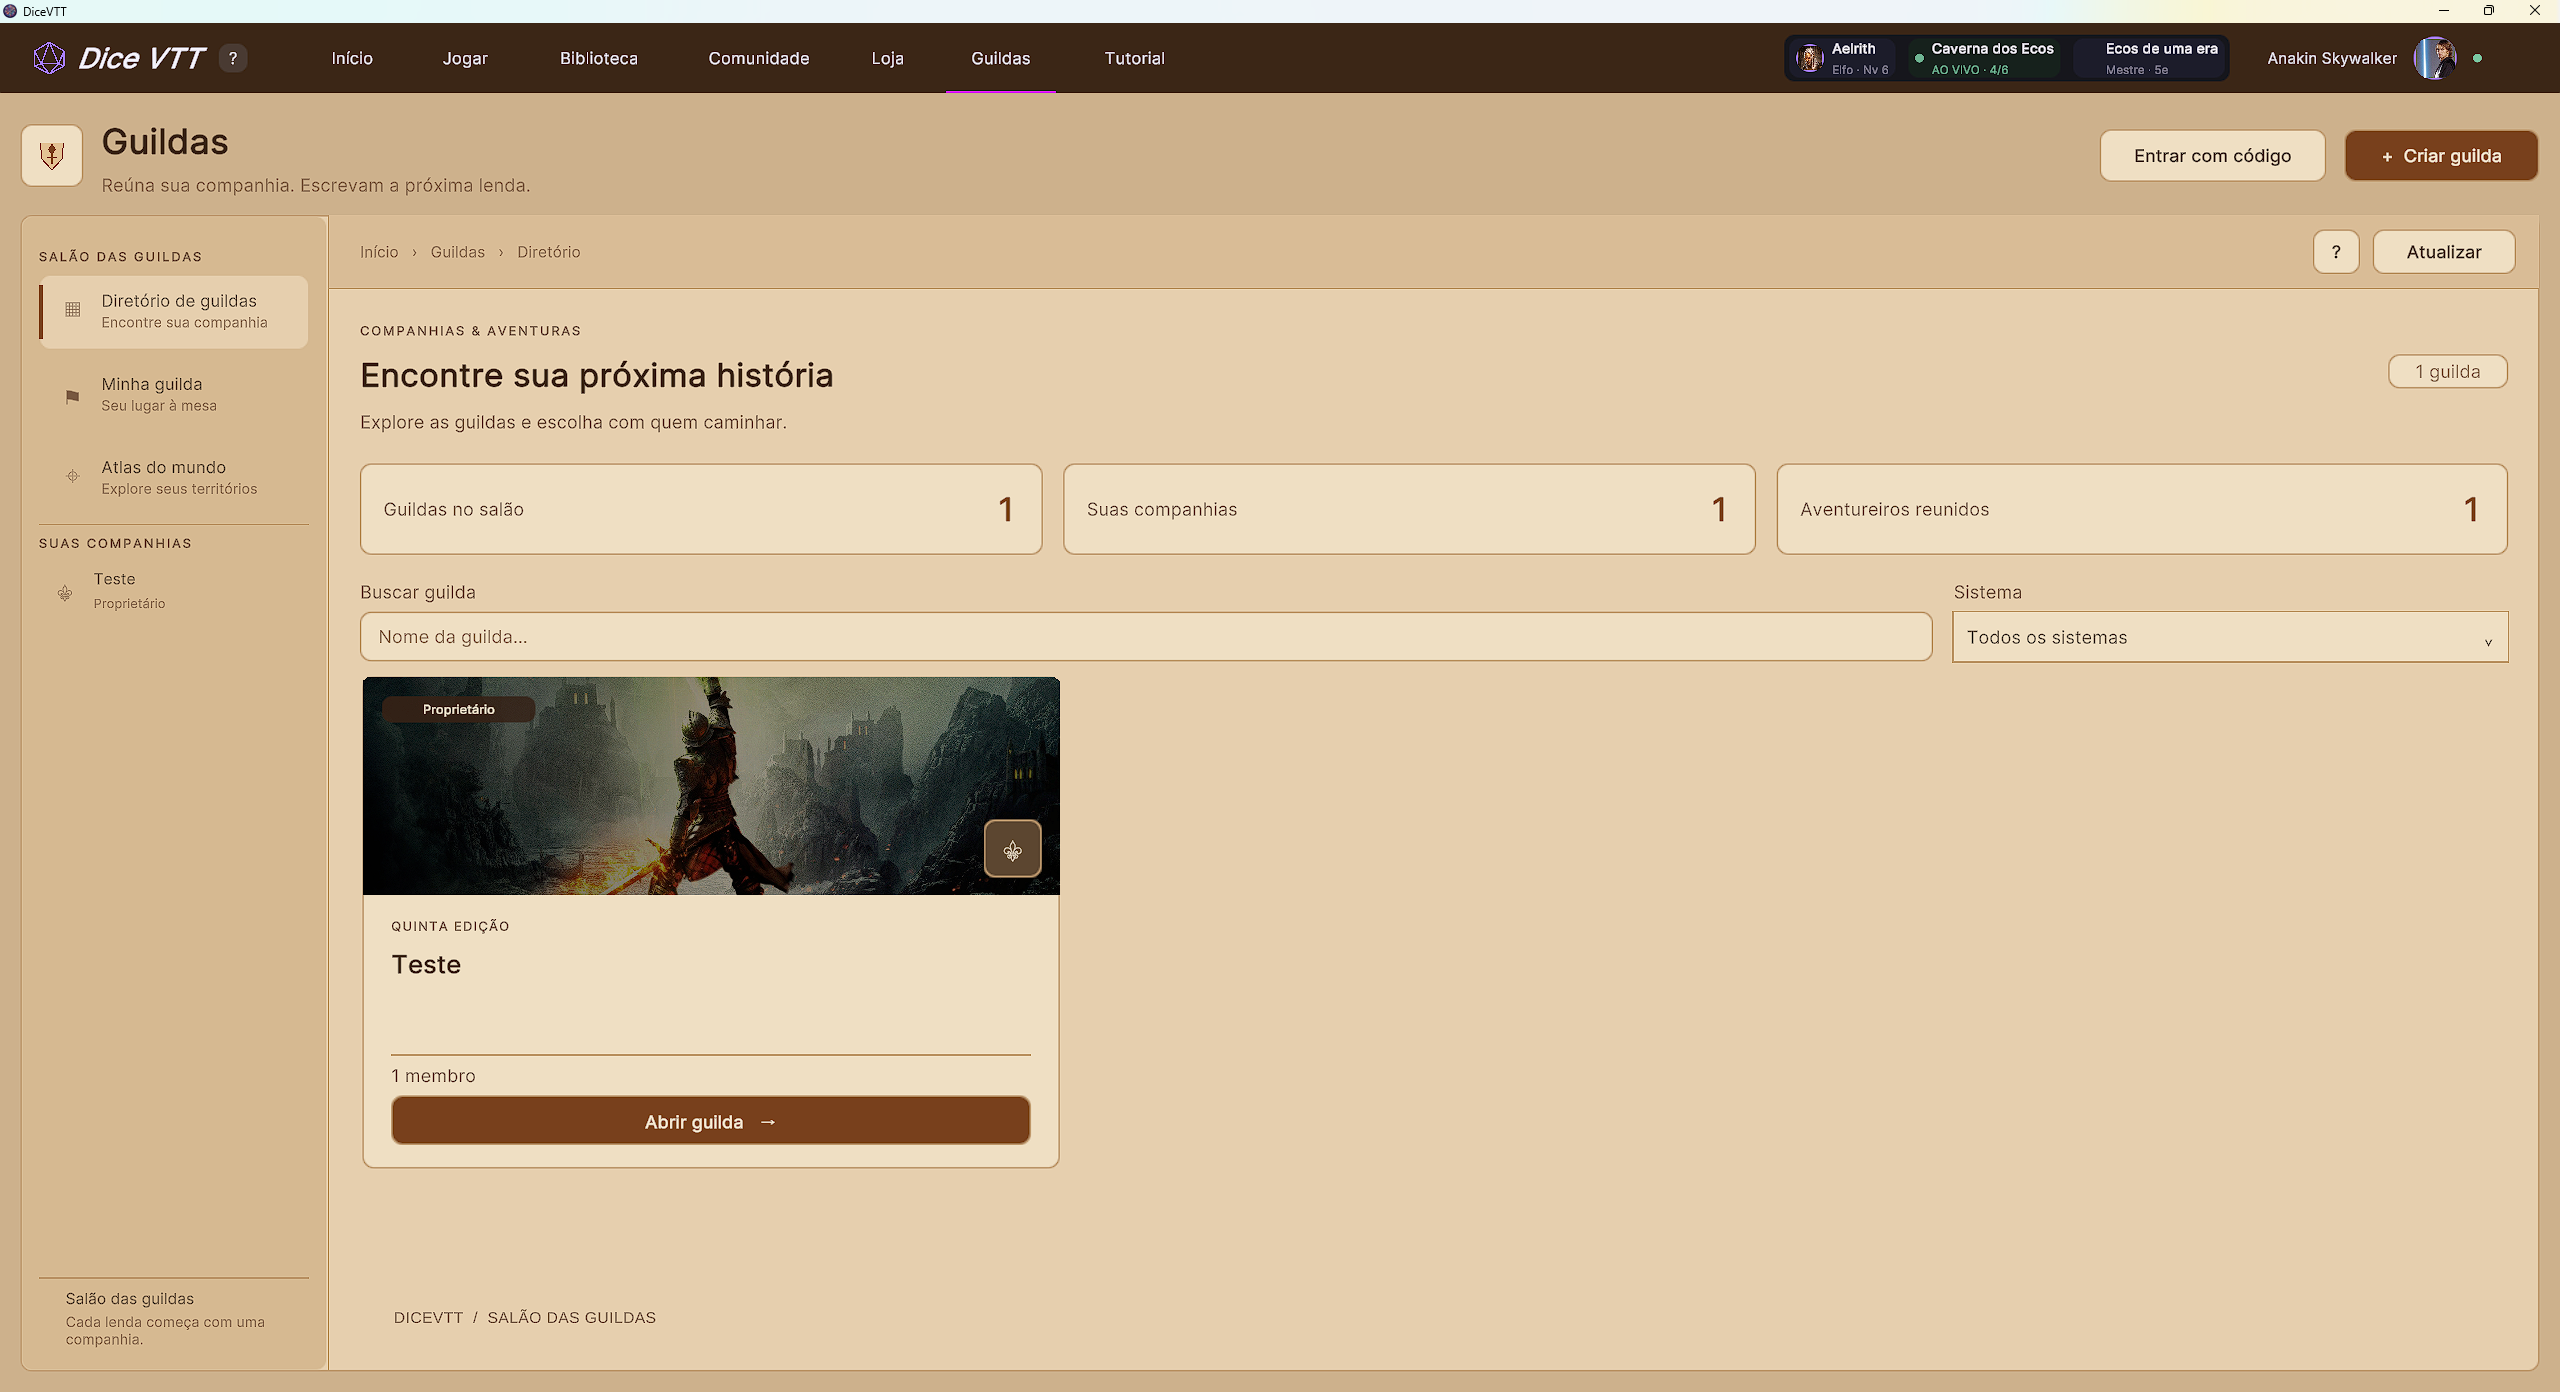 DiceVTT
Dice VTT ?
Início
Jogar
Biblioteca
Comunidade
Loja
Guildas
Tutorial
Aelrith
Elfo · Nv 6
Caverna dos Ecos
AO VIVO · 4/6
Ecos de uma era
Mestre · 5e
Anakin Skywalker
Guildas
Reúna sua companhia. Escrevam a próxima lenda.
Entrar com código
+ Criar guilda
SALÃO DAS GUILDAS
Diretório de guildas
Encontre sua companhia
Minha guilda
Seu lugar à mesa
Atlas do mundo
Explore seus territórios
SUAS COMPANHIAS
Teste
Proprietário
Salão das guildas
Cada lenda começa com uma
companhia.
Início › Guildas › Diretório
?
Atualizar
COMPANHIAS & AVENTURAS
Encontre sua próxima história
1 guilda
Explore as guildas e escolha com quem caminhar.
Guildas no salão 1
Suas companhias 1
Aventureiros reunidos 1
Buscar guilda
Nome da guilda...
Sistema
Todos os sistemas
Proprietário
QUINTA EDIÇÃO
Teste
1 membro
Abrir guilda →
DICEVTT / SALÃO DAS GUILDAS